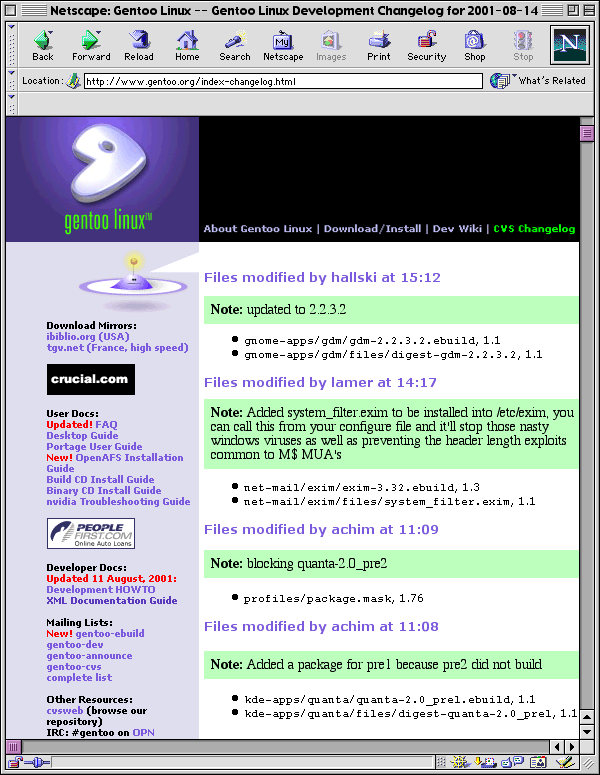 Netscape: Gentoo Linux -- Gentoo Linux Development Changelog for 2001-08-14
Back Forward Reload Home Search Netscape Images Print Security Shop Stop
My
N
Location: http://www.gentoo.org/index-changelog.html What's Related
gentoo linux™
About Gentoo Linux | Download/Install | Dev Wiki | CVS Changelog
Download Mirrors:
ibiblio.org (USA)
tgv.net (France, high speed)
crucial.com
User Docs:
Updated! FAQ
Desktop Guide
Portage User Guide
New! OpenAFS Installation
Guide
Build CD Install Guide
Binary CD Install Guide
nvidia Troubleshooting Guide
PEOPLE
FIRST.COM
Online Auto Loans
Developer Docs:
Updated 11 August, 2001:
Development HOWTO
XML Documentation Guide
Mailing Lists:
New! gentoo-ebuild
gentoo-dev
gentoo-announce
gentoo-cvs
complete list
Other Resources:
cvsweb (browse our
repository)
IRC: #gentoo on OPN
Files modified by hallski at 15:12
Note: updated to 2.2.3.2
gnome-apps/gdm/gdm-2.2.3.2.ebuild, 1.1
gnome-apps/gdm/files/digest-gdm-2.2.3.2, 1.1
Files modified by lamer at 14:17
Note: Added system_filter.exim to be installed into /etc/exim, you
can call this from your configure file and it'll stop those nasty
windows viruses as well as preventing the header length exploits
common to M$ MUA's
net-mail/exim/exim-3.32.ebuild, 1.3
net-mail/exim/files/system_filter.exim, 1.1
Files modified by achim at 11:09
Note: blocking quanta-2.0_pre2
profiles/package.mask, 1.76
Files modified by achim at 11:08
Note: Added a package for pre1 because pre2 did not build
kde-apps/quanta/quanta-2.0_pre1.ebuild, 1.1
kde-apps/quanta/files/digest-quanta-2.0_pre1, 1.1